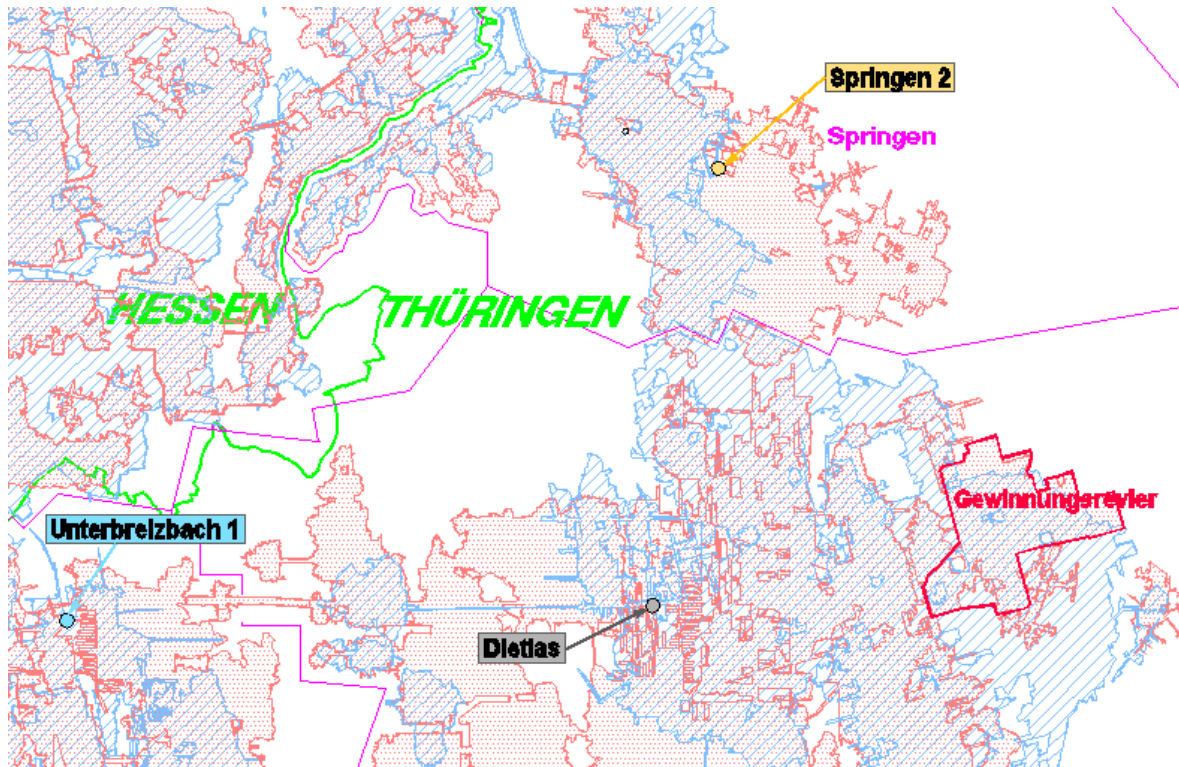 Springen 2
Springen
HESSEN
THÜRINGEN
Gewinnungsrevier
Unterbreizbach 1
Dietlas